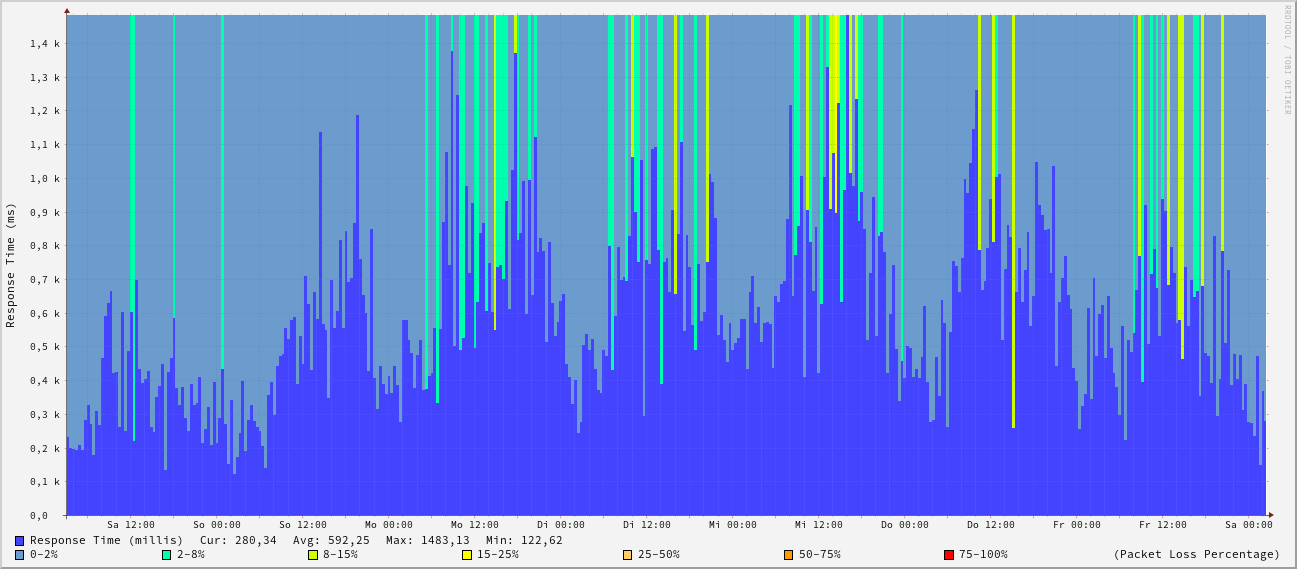 RRDTOOL / TOBI OETIKER
Response Time (ms)
1,4 k
1,3 k
1,2 k
1,1 k
1,0 k
0,9 k
0,8 k
0,7 k
0,6 k
0,5 k
0,4 k
0,3 k
0,2 k
0,1 k
0,0
Sa 12:00 So 00:00 So 12:00 Mo 00:00 Mo 12:00 Di 00:00 Di 12:00 Mi 00:00 Mi 12:00 Do 00:00 Do 12:00 Fr 00:00 Fr 12:00 Sa 00:00
Response Time (millis) Cur: 280,34 Avg: 592,25 Max: 1483,13 Min: 122,62
0-2% 2-8% 8-15% 15-25% 25-50% 50-75% 75-100% (Packet Loss Percentage)